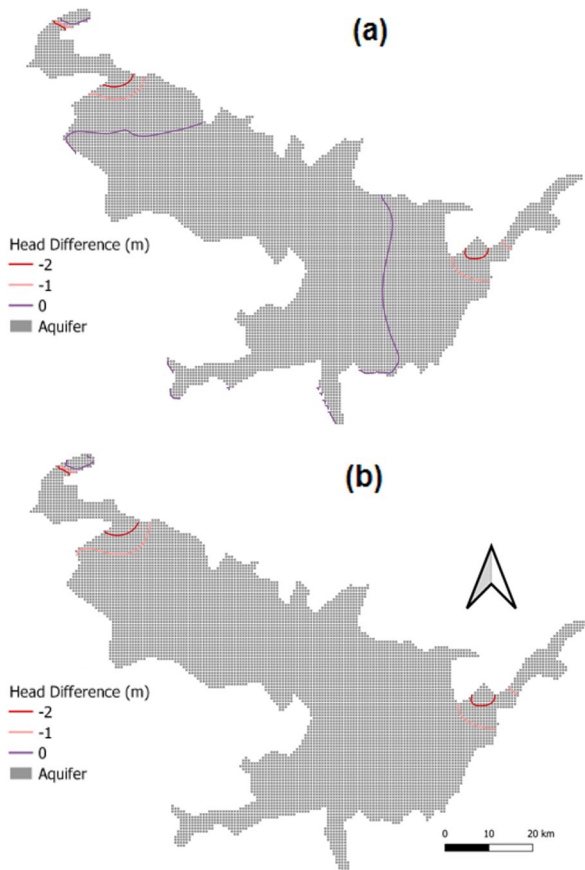 (a)
Head Difference (m)
-2
-1
0
Aquifer
(b)
Head Difference (m)
-2
-1
0
Aquifer
0 10 20 km